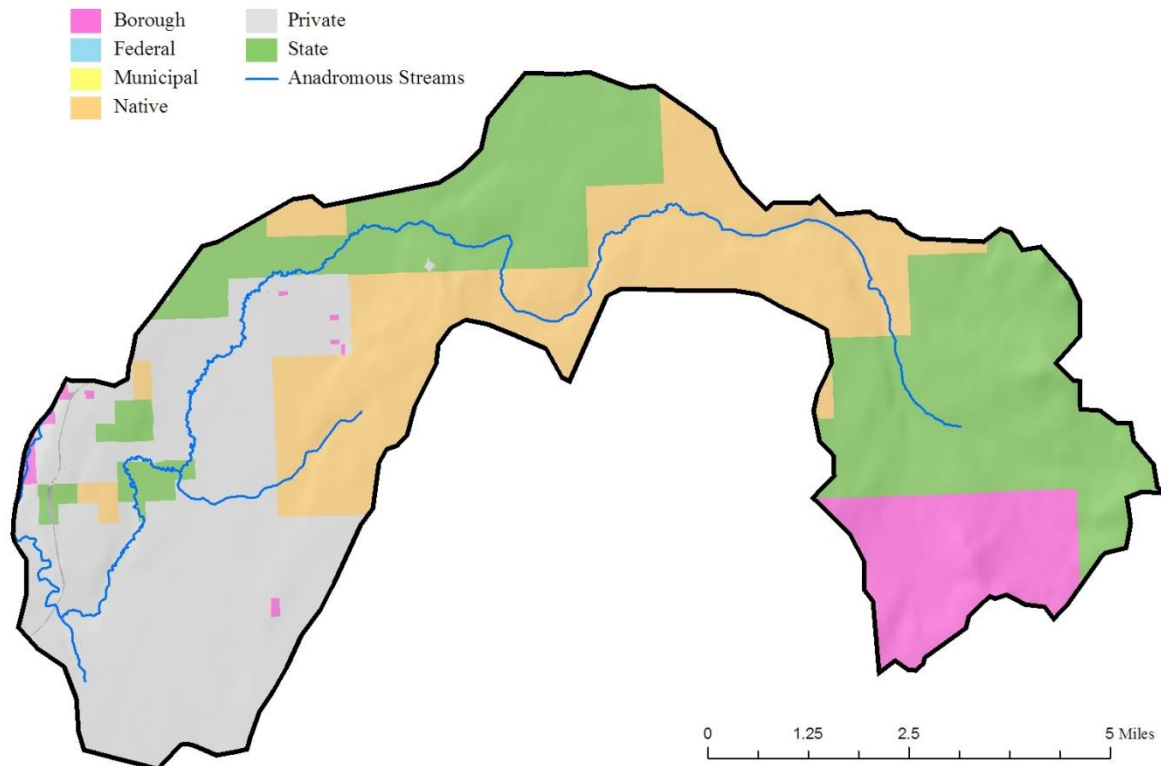 Borough
Federal
Municipal
Native
Private
State
Anadromous Streams
0 1.25 2.5 5 Miles